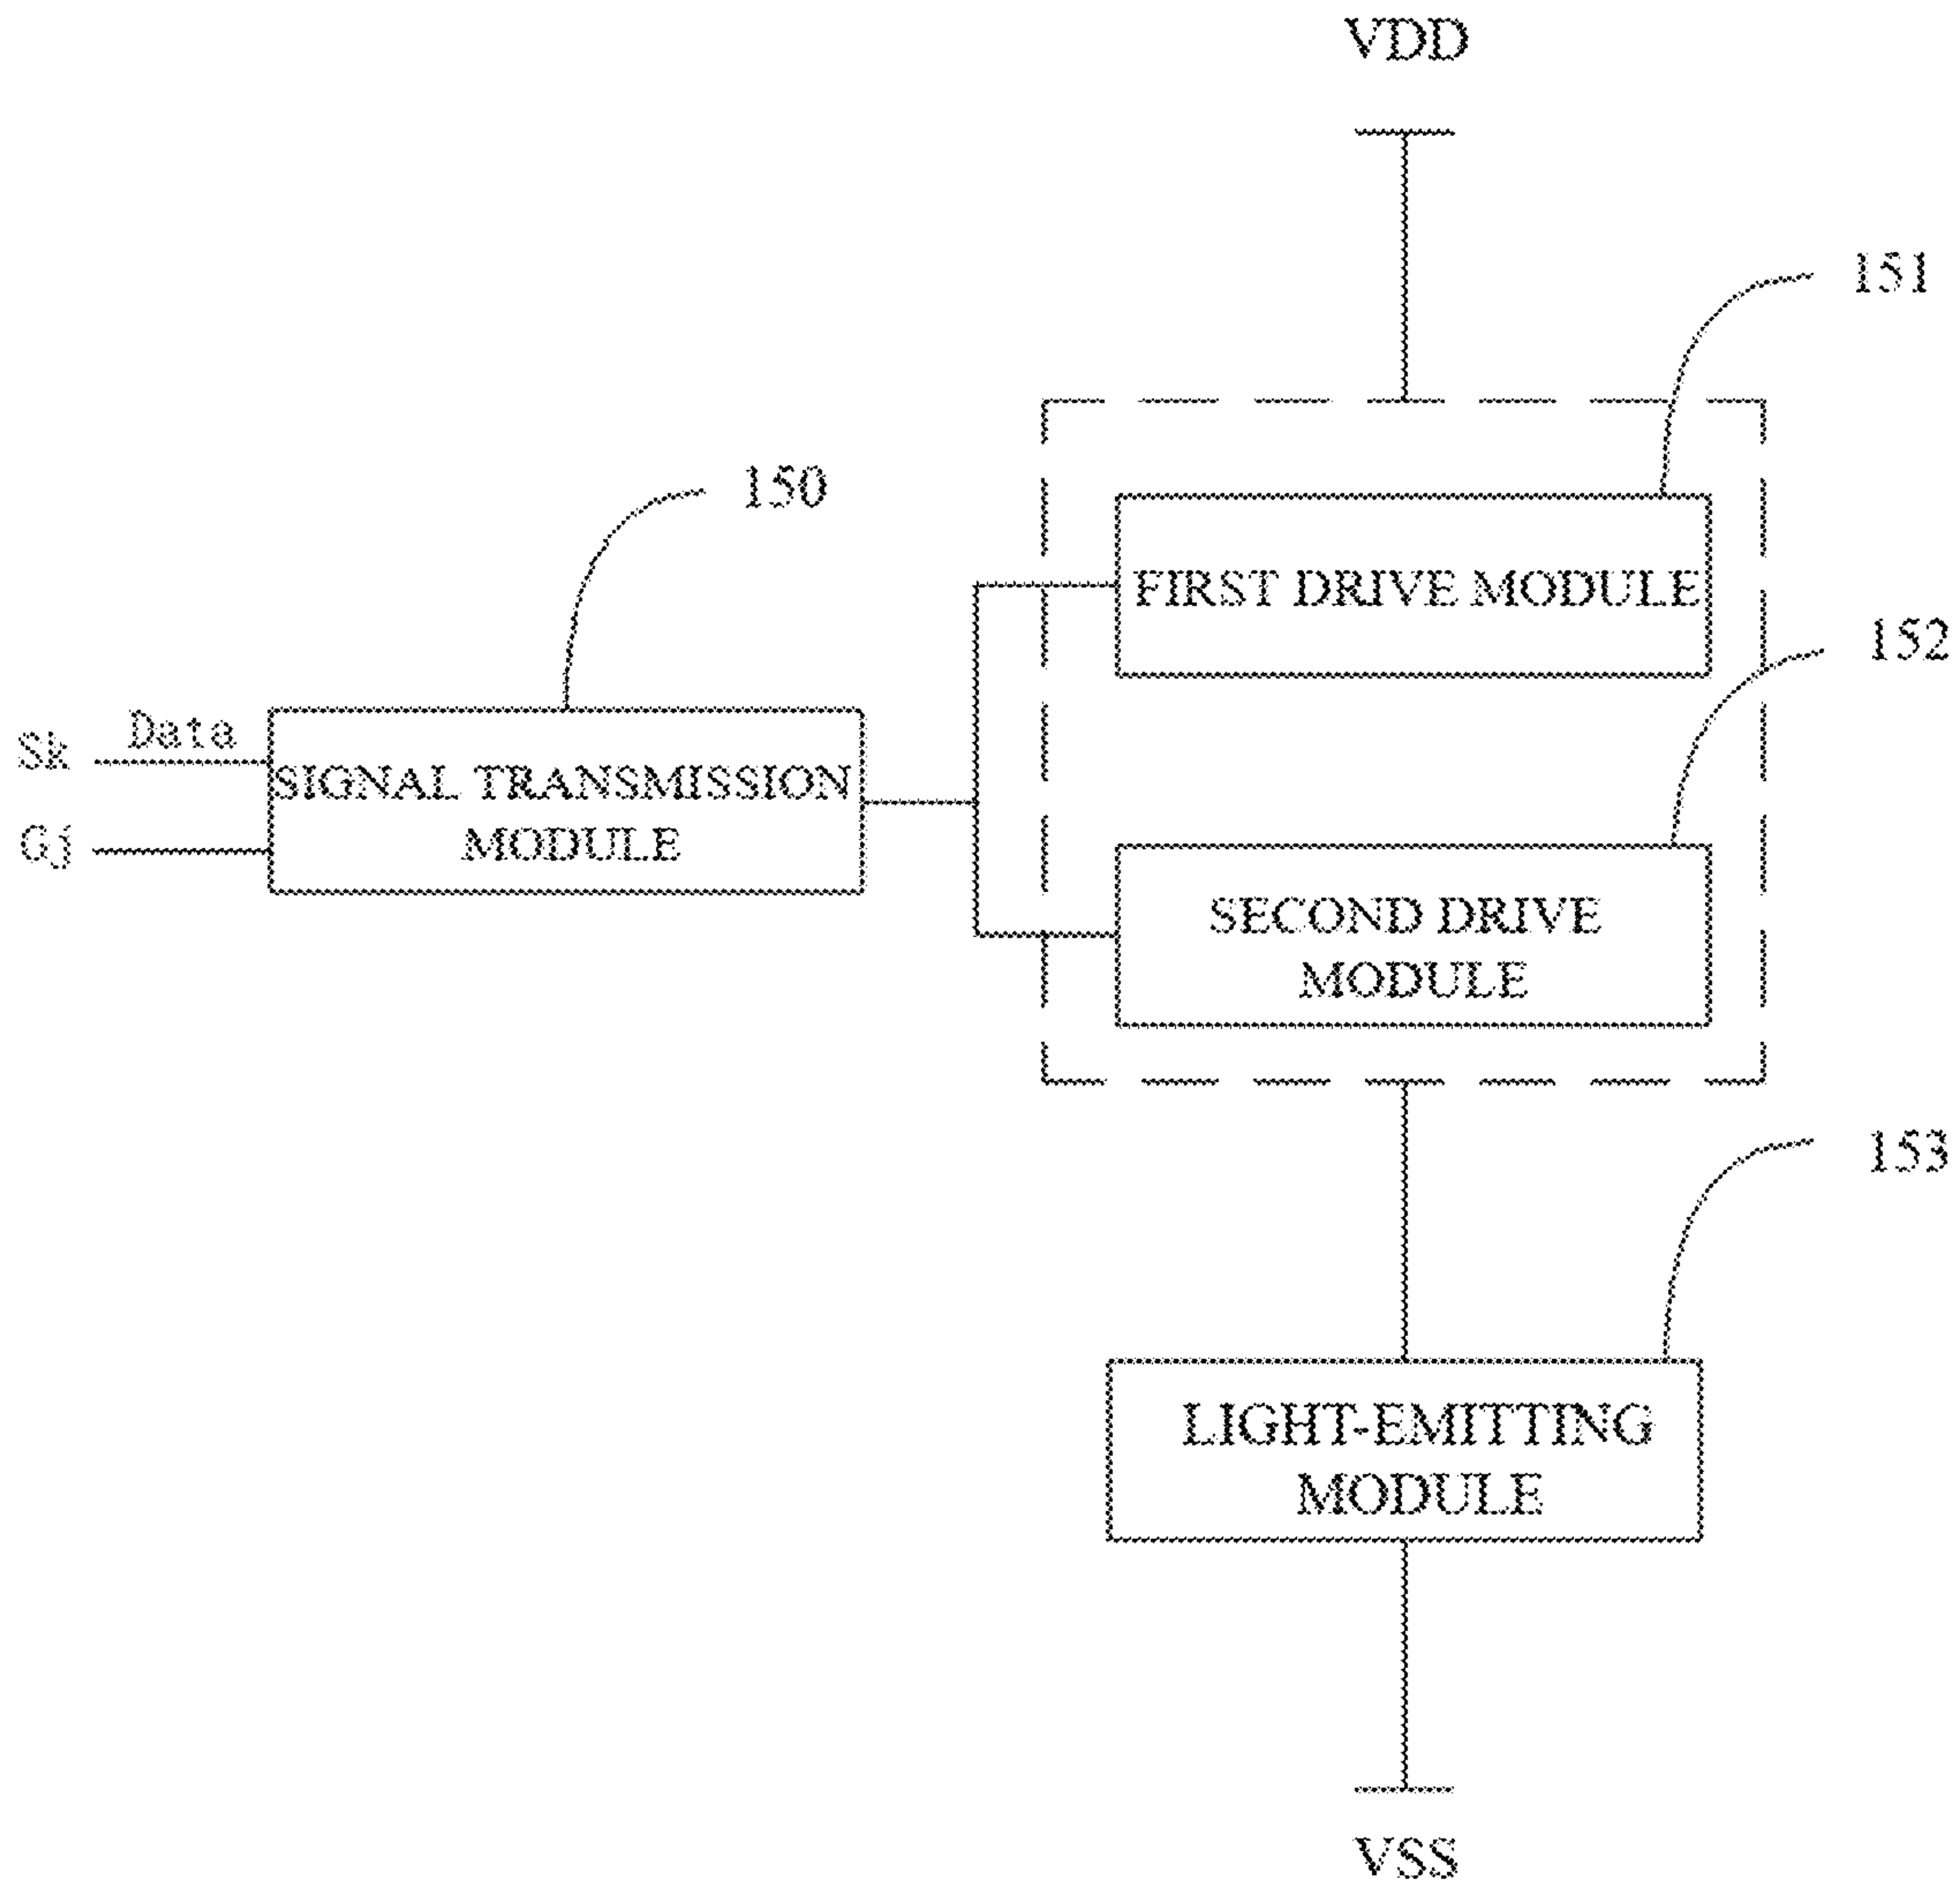 VDD
151
150
FIRST DRIVE MODULE
152
Data
Sk
SIGNAL TRANSMISSION
MODULE
Gj
SECOND DRIVE
MODULE
153
LIGHT-EMITTING
MODULE
VSS